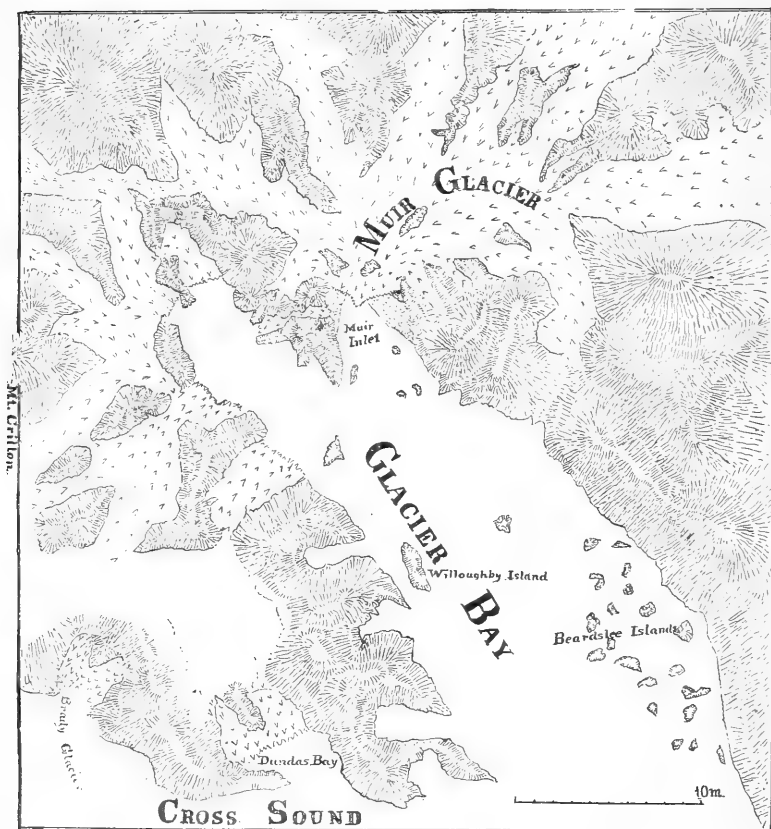 MUIR GLACIER
Muir
Inlet
Mt. Crillon.
GLACIER BAY
Willoughby Island
Beardslee Islands
Brady Glacier
Dundas Bay
10m.
CROSS SOUND